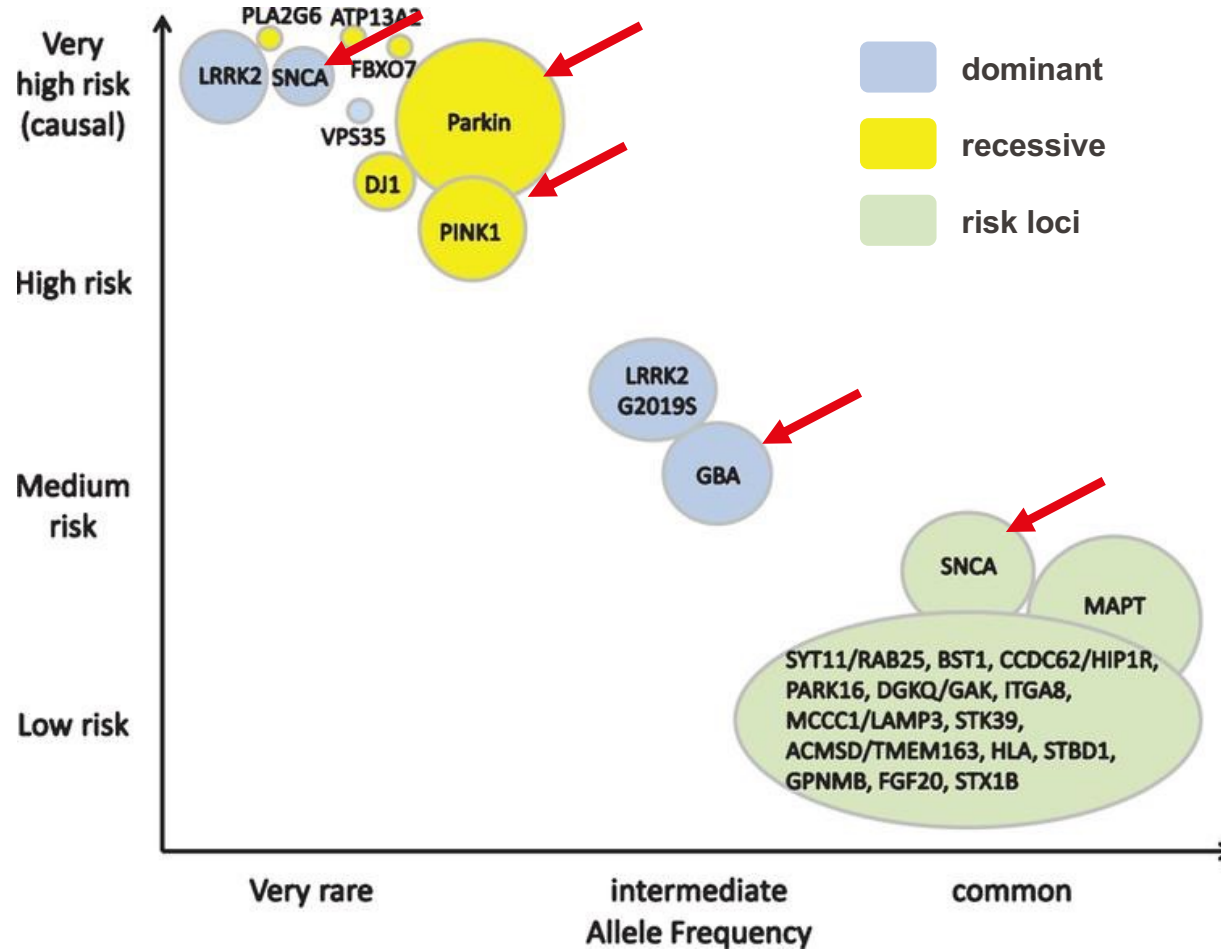 Very
high risk
(causal)
High risk
Medium
risk
Low risk
PLA2G6
ATP13A2
LRRK2
SNCA
FBXO7
VPS35
Parkin
DJ1
PINK1
dominant
recessive
risk loci
LRRK2
G2019S
GBA
SNCA
MAPT
SYT11/RAB25, BST1, CCDC62/HIP1R,
PARK16, DGKQ/GAK, ITGA8,
MCCC1/LAMP3, STK39,
ACMSD/TMEM163, HLA, STBD1,
GPNMB, FGF20, STX1B
Very rare
intermediate
common
Allele Frequency